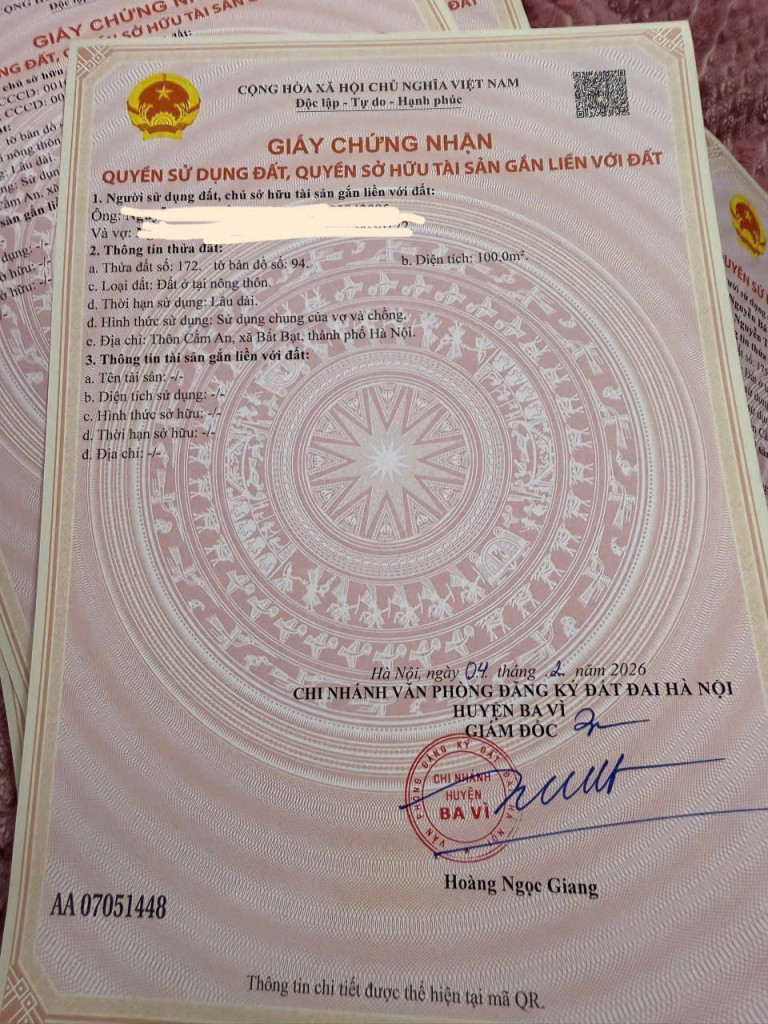 CỘNG HÒA XÃ HỘI CHỦ NGHĨA VIỆT NAM
Độc lập - Tự do - Hạnh phúc
GIẤY CHỨNG NHẬN
QUYỀN SỬ DỤNG ĐẤT, QUYỀN SỞ HỮU TÀI SẢN GẮN LIỀN VỚI ĐẤT
1. Người sử dụng đất, chủ sở hữu tài sản gắn liền với đất:
Ông:
Và vợ:
2. Thông tin thửa đất:
a. Thửa đất số: 172. tờ bản đồ số: 94. b. Diện tích: 100,0m².
c. Loại đất: Đất ở tại nông thôn.
d. Thời hạn sử dụng: Lâu dài.
đ. Hình thức sử dụng: Sử dụng chung của vợ và chồng.
e. Địa chỉ: Thôn Cẩm An, xã Bất Bạt, thành phố Hà Nội.
3. Thông tin tài sản gắn liền với đất:
a. Tên tài sản: -/-
b. Diện tích sử dụng: -/-
c. Hình thức sở hữu: -/-
d. Thời hạn sở hữu: -/-
đ. Địa chỉ: -/-
Hà Nội, ngày 04 tháng 2 năm 2026
CHI NHÁNH VĂN PHÒNG ĐĂNG KÝ ĐẤT ĐAI HÀ NỘI
HUYỆN BA VÌ
GIÁM ĐỐC
VĂN PHÒNG ĐĂNG KÝ ĐẤT ĐAI HÀ NỘI
CHI NHÁNH
HUYỆN
BA VÌ
Hoàng Ngọc Giang
AA 07051448
Thông tin chi tiết được thể hiện tại mã QR.